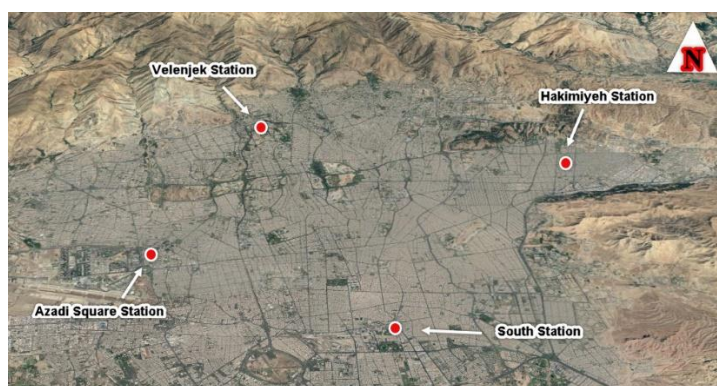 Velenjek Station
N
Hakimiyeh Station
Azadi Square Station
South Station